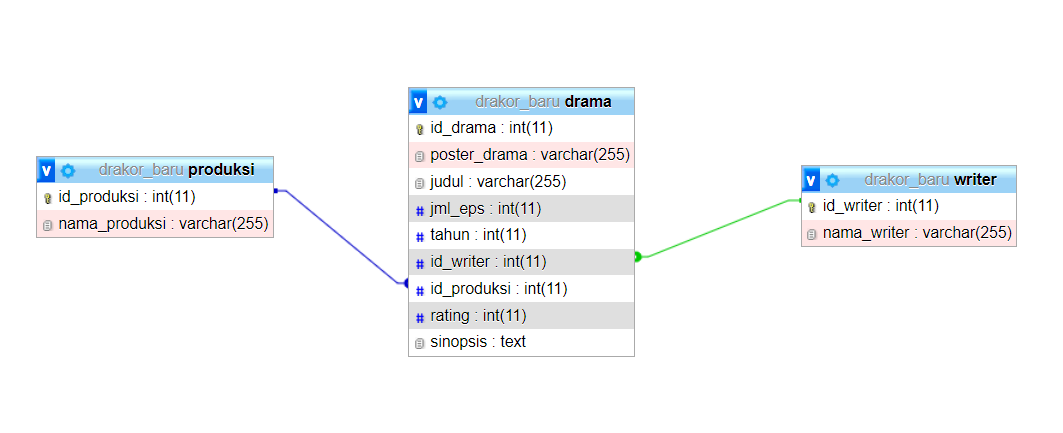 v drakor_baru produksi
id_produksi : int(11)
nama_produksi : varchar(255)
v drakor_baru drama
id_drama : int(11)
poster_drama : varchar(255)
judul : varchar(255)
# jml_eps : int(11)
# tahun : int(11)
# id_writer : int(11)
# id_produksi : int(11)
# rating : int(11)
sinopsis : text
v drakor_baru writer
id_writer : int(11)
nama_writer : varchar(255)